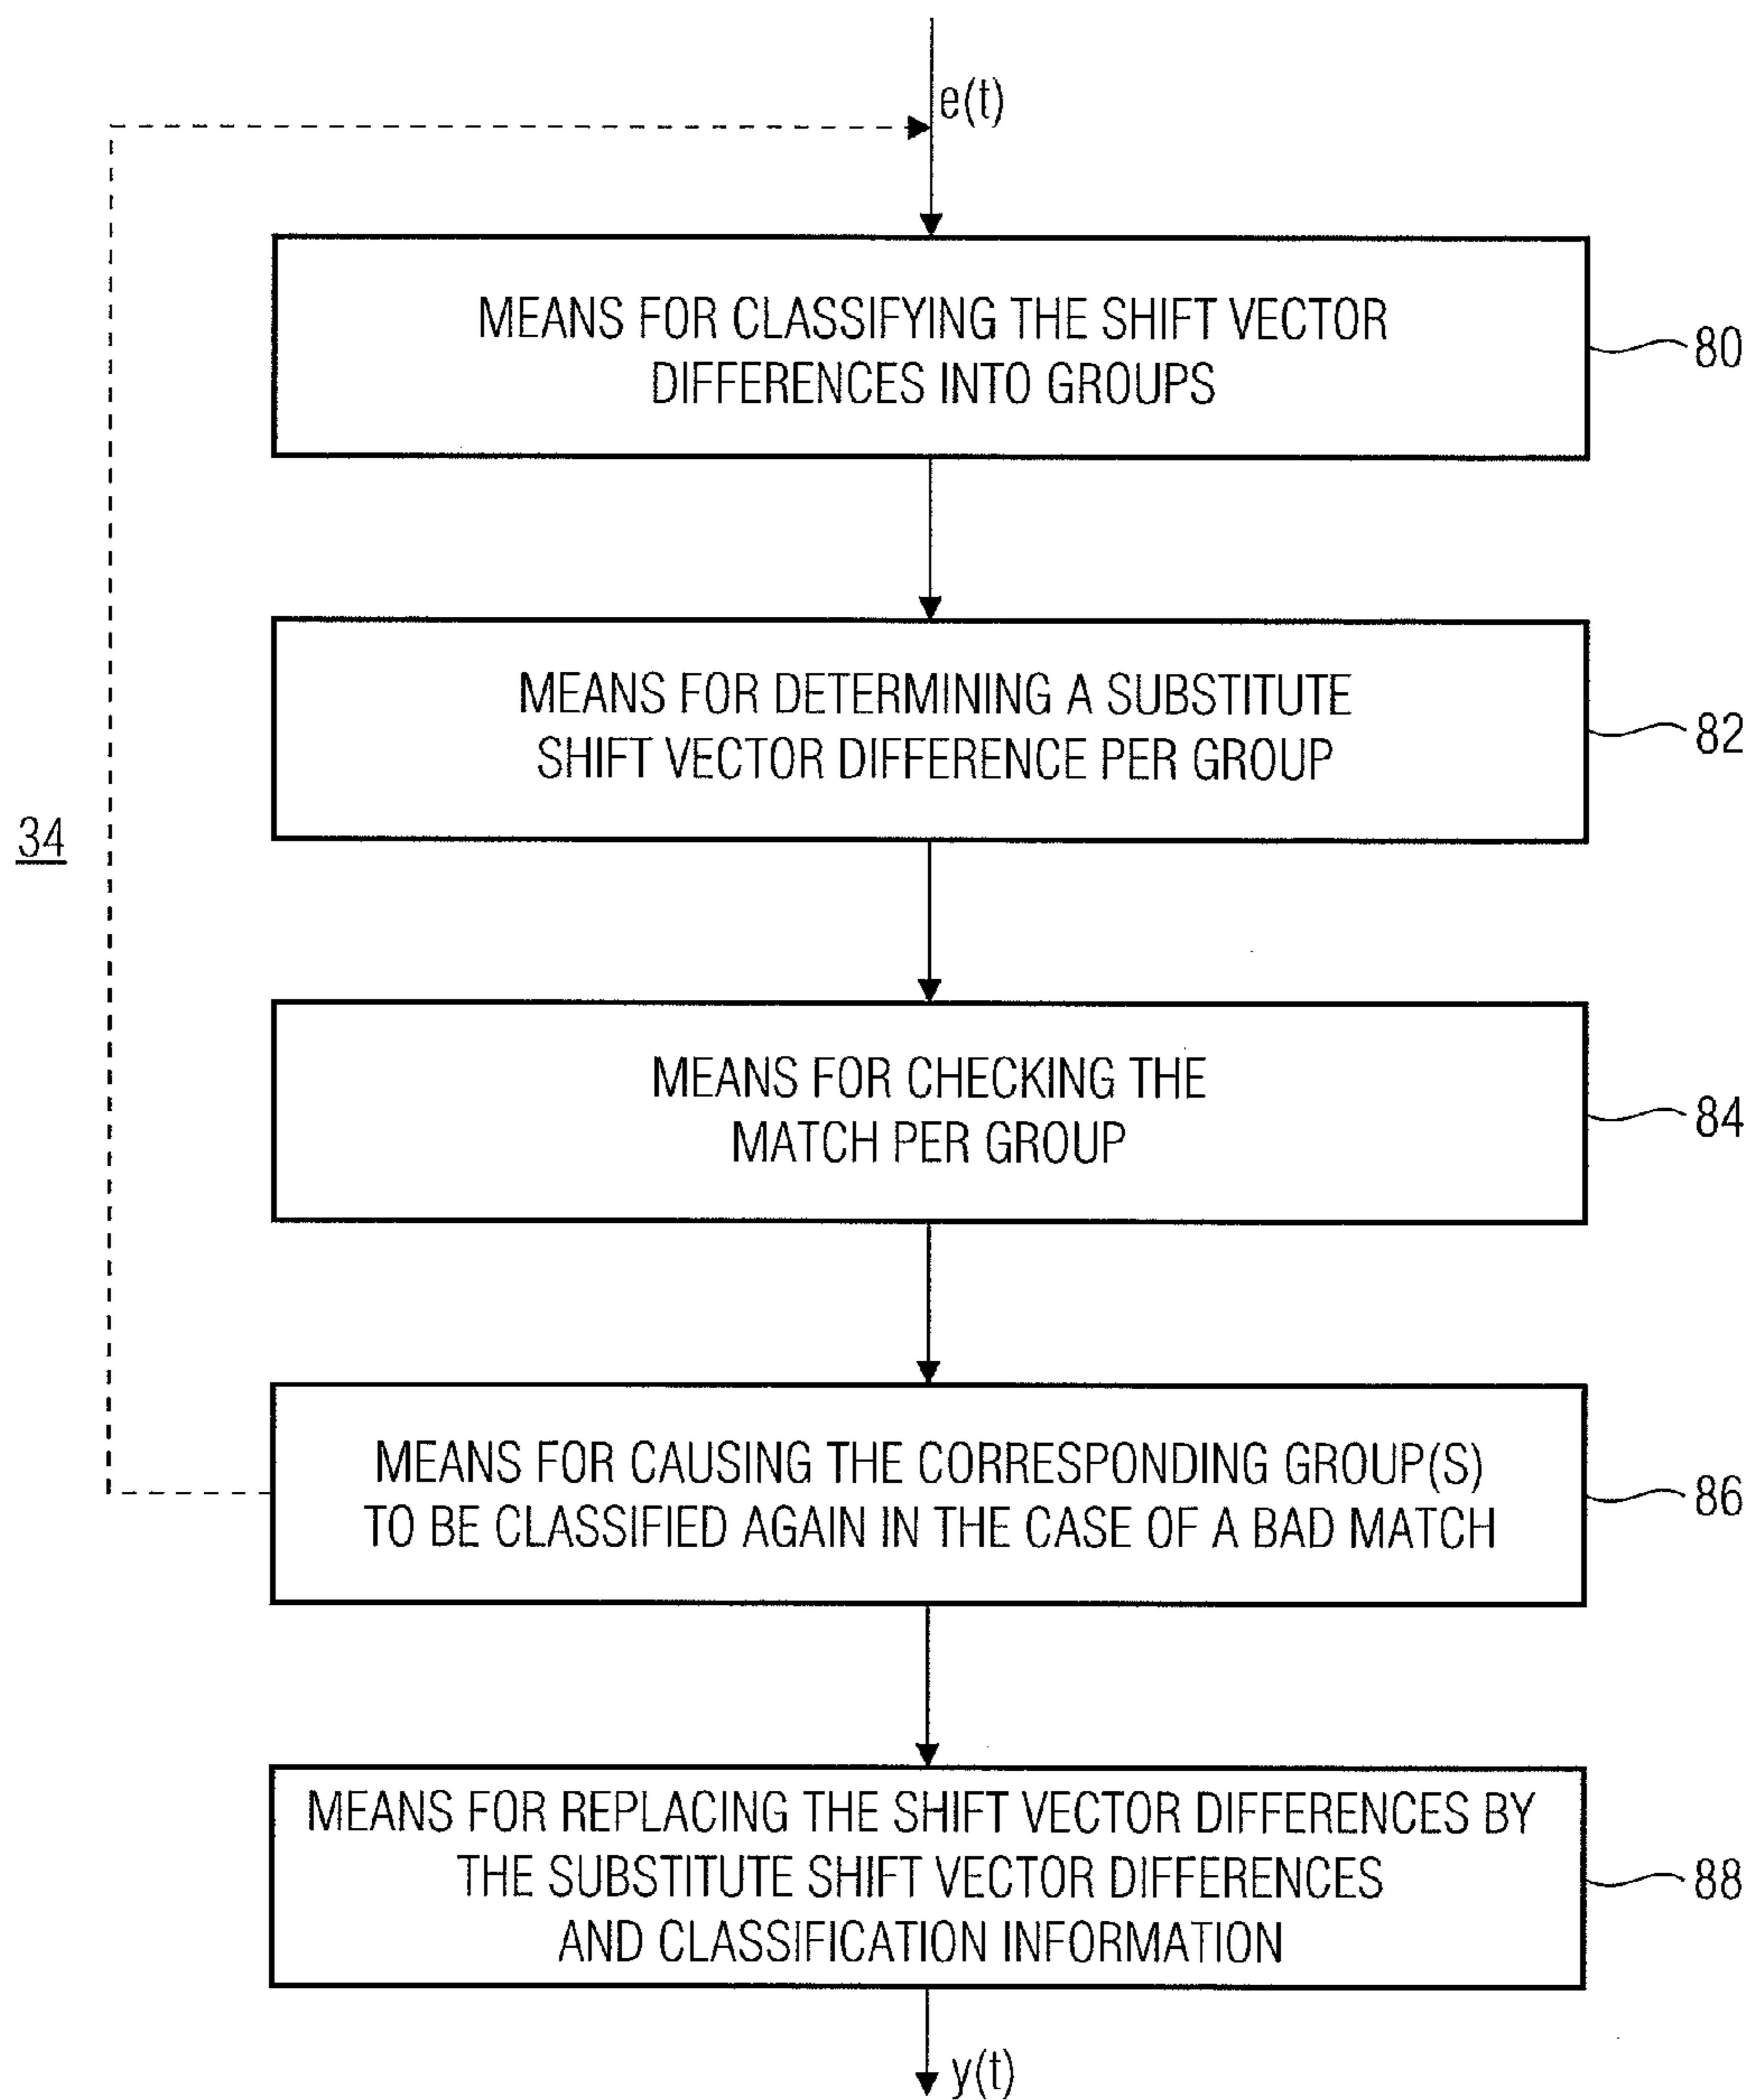 e(t)
MEANS FOR CLASSIFYING THE SHIFT VECTOR
DIFFERENCES INTO GROUPS
80
MEANS FOR DETERMINING A SUBSTITUTE
SHIFT VECTOR DIFFERENCE PER GROUP
82
34
MEANS FOR CHECKING THE
MATCH PER GROUP
84
MEANS FOR CAUSING THE CORRESPONDING GROUP(S)
TO BE CLASSIFIED AGAIN IN THE CASE OF A BAD MATCH
86
MEANS FOR REPLACING THE SHIFT VECTOR DIFFERENCES BY
THE SUBSTITUTE SHIFT VECTOR DIFFERENCES
AND CLASSIFICATION INFORMATION
88
y(t)